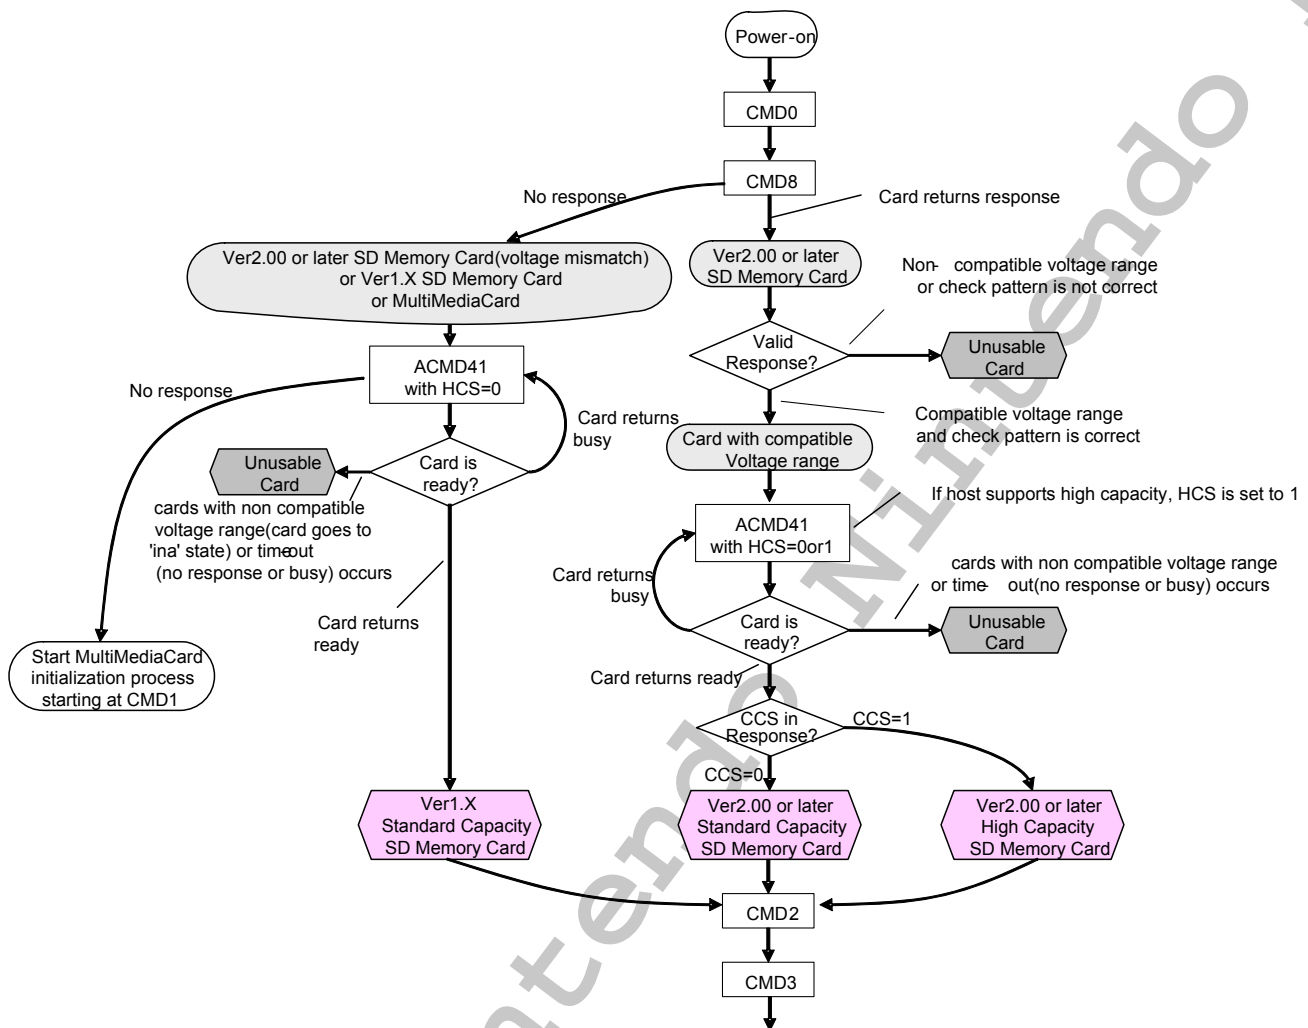 Power-on
CMD0
CMD8
No response
Card returns response
Ver2.00 or later SD Memory Card(voltage mismatch)
or Ver1.X SD Memory Card
or MultiMediaCard
Ver2.00 or later
SD Memory Card
Non- compatible voltage range
or check pattern is not correct
Valid
Response?
Unusable
Card
ACMD41
with HCS=0
No response
Card returns
busy
Compatible voltage range
and check pattern is correct
Card with compatible
Voltage range
Card is
ready?
Unusable
Card
cards with non compatible
voltage range(card goes to
'ina' state) or time-out
(no response or busy) occurs
If host supports high capacity, HCS is set to 1
ACMD41
with HCS=0or1
Card returns
busy
cards with non compatible voltage range
or time- out(no response or busy) occurs
Card returns
ready
Card is
ready?
Unusable
Card
Start MultiMediaCard
initialization process
starting at CMD1
Card returns ready
CCS in
Response?
CCS=1
CCS=0
Ver1.X
Standard Capacity
SD Memory Card
Ver2.00 or later
Standard Capacity
SD Memory Card
Ver2.00 or later
High Capacity
SD Memory Card
CMD2
CMD3
Nintendo